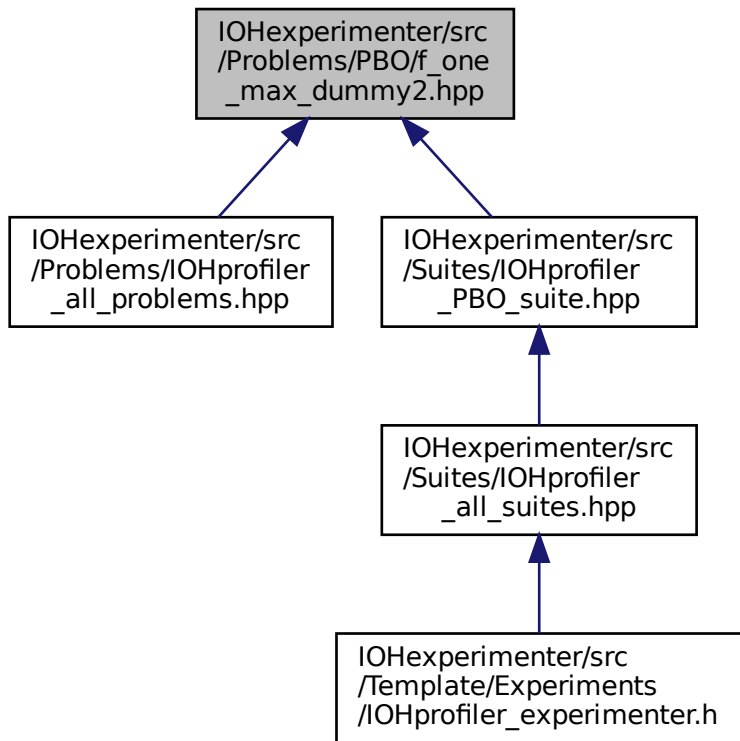 IOHexperimenter/src
/Problems/PBO/f_one
_max_dummy2.hpp
IOHexperimenter/src
/Problems/IOHprofiler
_all_problems.hpp
IOHexperimenter/src
/Suites/IOHprofiler
_PBO_suite.hpp
IOHexperimenter/src
/Suites/IOHprofiler
_all_suites.hpp
IOHexperimenter/src
/Template/Experiments
/IOHprofiler_experimenter.h